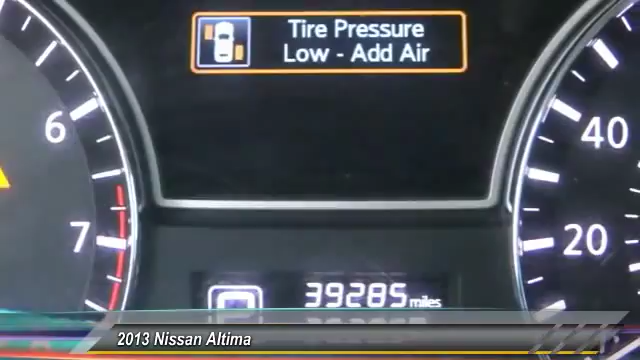 Tire Pressure
Low - Add Air
6
40
7
20
39285 miles
2013 Nissan Altima